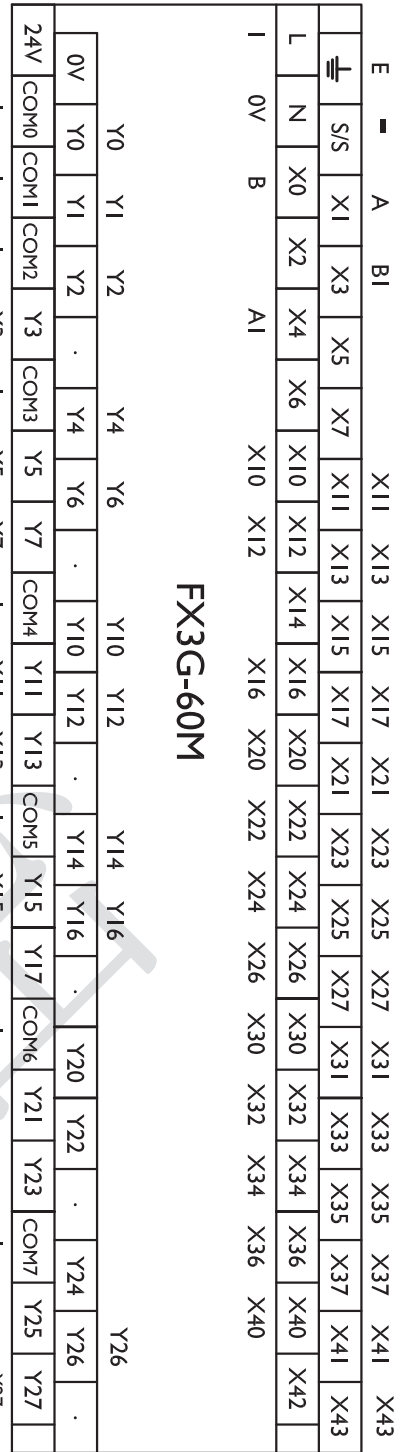 E - A B1 X11 X13 X15 X17 X21 X23 X25 X27 X31 X33 X35 X37 X41 X43
⏚ S/S X1 X3 X5 X7 X11 X13 X15 X17 X21 X23 X25 X27 X31 X33 X35 X37 X41 X43
L N X0 X2 X4 X6 X10 X12 X14 X16 X20 X22 X24 X26 X30 X32 X34 X36 X40 X42
I 0V B A1 X10 X12 X16 X20 X22 X24 X26 X30 X32 X34 X36 X40
FX3G-60M
Y0 Y1 Y2 Y4 Y6 Y10 Y12 Y14 Y16 Y26
0V Y0 Y1 Y2 . Y4 Y6 . Y10 Y12 . Y14 Y16 . Y20 Y22 . Y24 Y26 .
24V COM0 COM1 COM2 Y3 COM3 Y5 Y7 COM4 Y11 Y13 COM5 Y15 Y17 COM6 Y21 Y23 COM7 Y25 Y27